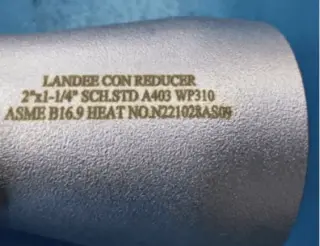 LANDEE CON REDUCER
2"x1-1/4" SCH.STD A403 WP310
ASME B16.9 HEAT NO.N221028AS09